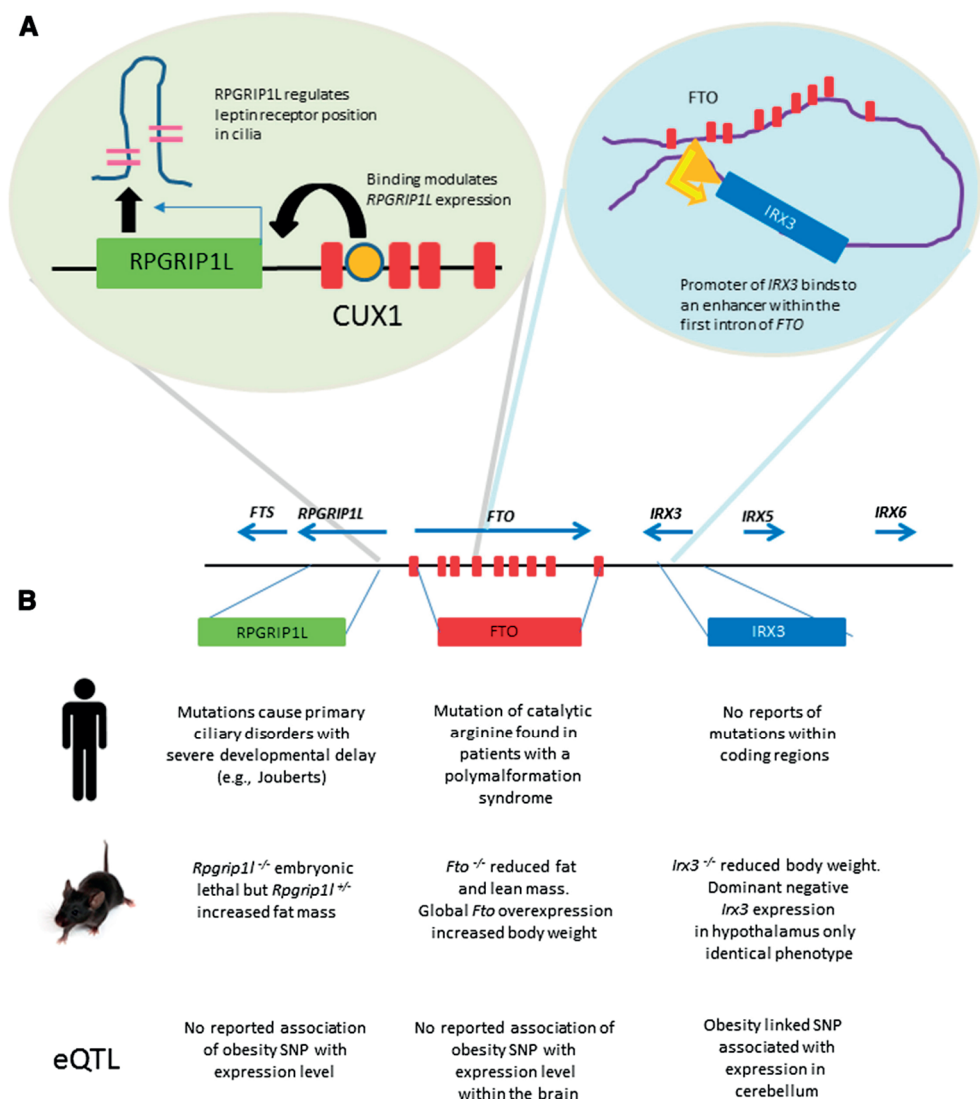 A
RPGRIP1L regulates
leptin receptor position
in cilia
Binding modulates
RPGRIP1L expression
RPGRIP1L
CUX1
FTO
IRX3
Promoter of IRX3 binds to
an enhancer within the
first intron of FTO
FTS
RPGRIP1L
FTO
IRX3
IRX5
IRX6
B
RPGRIP1L
FTO
IRX3
Mutations cause primary
ciliary disorders with
severe developmental delay
(e.g., Jouberts)
Mutation of catalytic
arginine found in
patients with a
polymalformation
syndrome
No reports of
mutations within
coding regions
Rpgrip1l -/- embryonic
lethal but Rpgrip1l +/-
increased fat mass
Fto -/- reduced fat
and lean mass.
Global Fto overexpression
increased body weight
Irx3 -/- reduced body weight.
Dominant negative
Irx3 expression
in hypothalamus only
identical phenotype
eQTL
No reported association
of obesity SNP with
expression level
No reported association of
obesity SNP with
expression level
within the brain
Obesity linked SNP
associated with
expression in
cerebellum